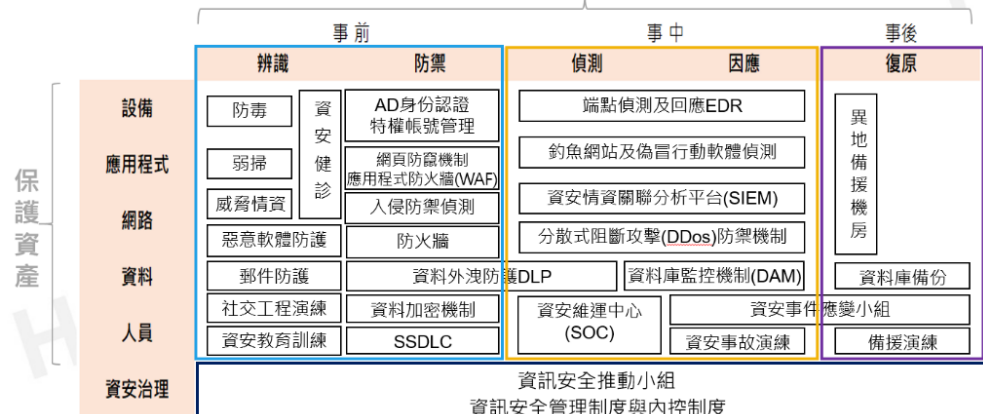 事前
事中
事後
辨識
防禦
偵測
因應
復原
保護資產
設備
防毒
資安健診
AD身份認證
特權帳號管理
端點偵測及回應EDR
異地備援機房
應用程式
弱掃
網頁防竄機制
應用程式防火牆(WAF)
釣魚網站及偽冒行動軟體偵測
網路
威脅情資
入侵防禦偵測
資安情資關聯分析平台(SIEM)
惡意軟體防護
防火牆
分散式阻斷攻擊(DDos)防禦機制
資料
郵件防護
資料外洩防護DLP
資料庫監控機制(DAM)
資料庫備份
人員
社交工程演練
資料加密機制
資安維運中心
(SOC)
資安事件應變小組
資安教育訓練
SSDLC
資安事故演練
備援演練
資安治理
資訊安全推動小組
資訊安全管理制度與內控制度